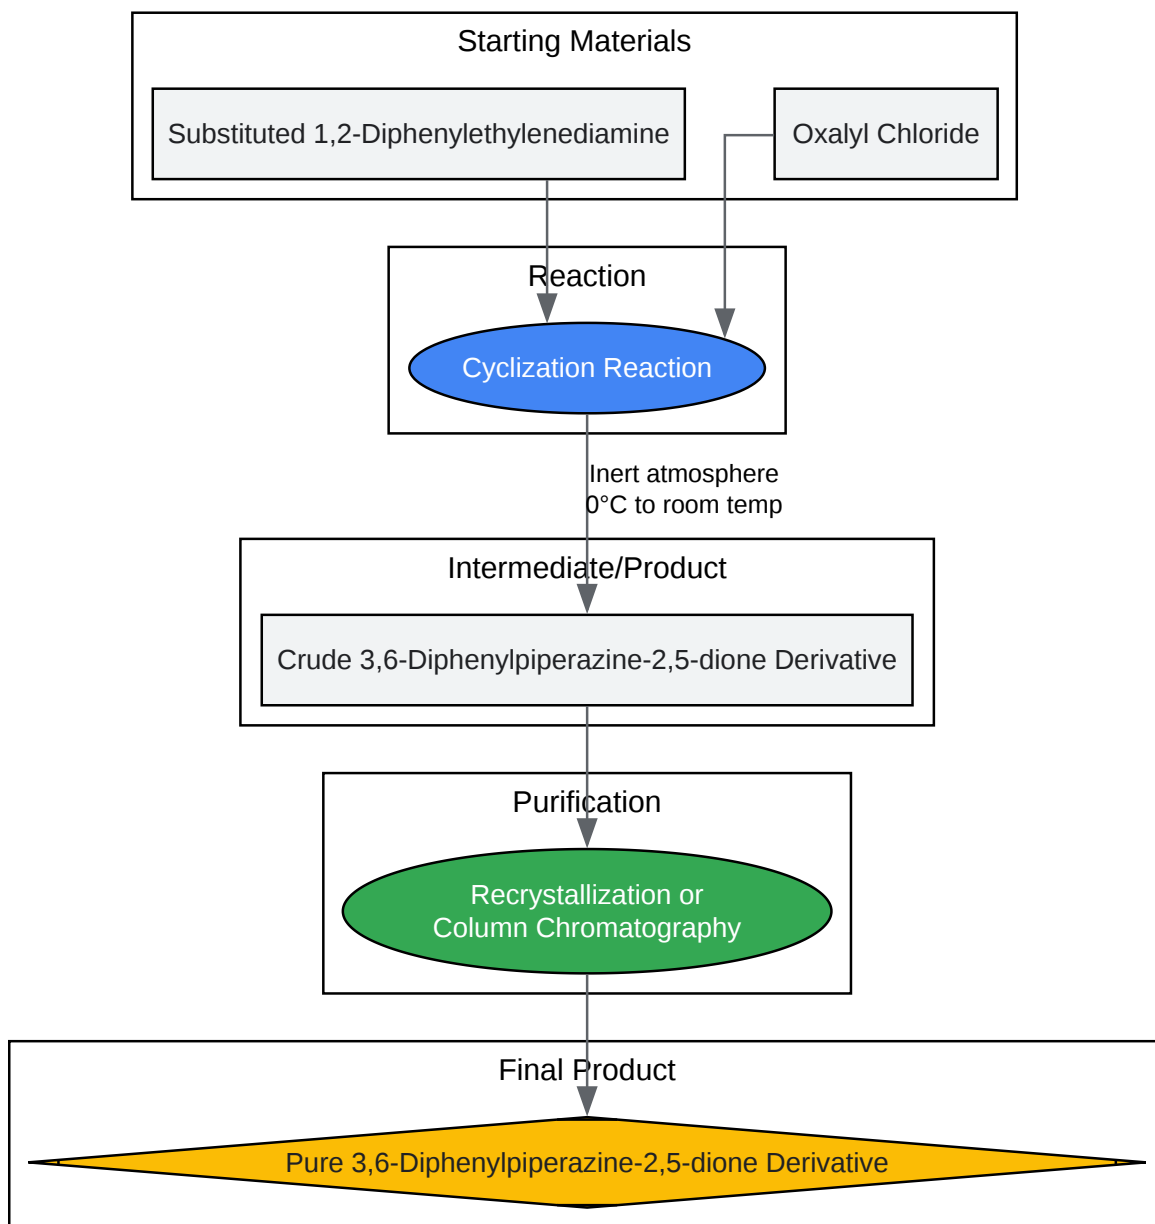 Starting Materials
Substituted 1,2-Diphenylethylenediamine
Oxalyl Chloride
Reaction
Cyclization Reaction
Inert atmosphere
0°C to room temp
Intermediate/Product
Crude 3,6-Diphenylpiperazine-2,5-dione Derivative
Purification
Recrystallization or
Column Chromatography
Final Product
Pure 3,6-Diphenylpiperazine-2,5-dione Derivative